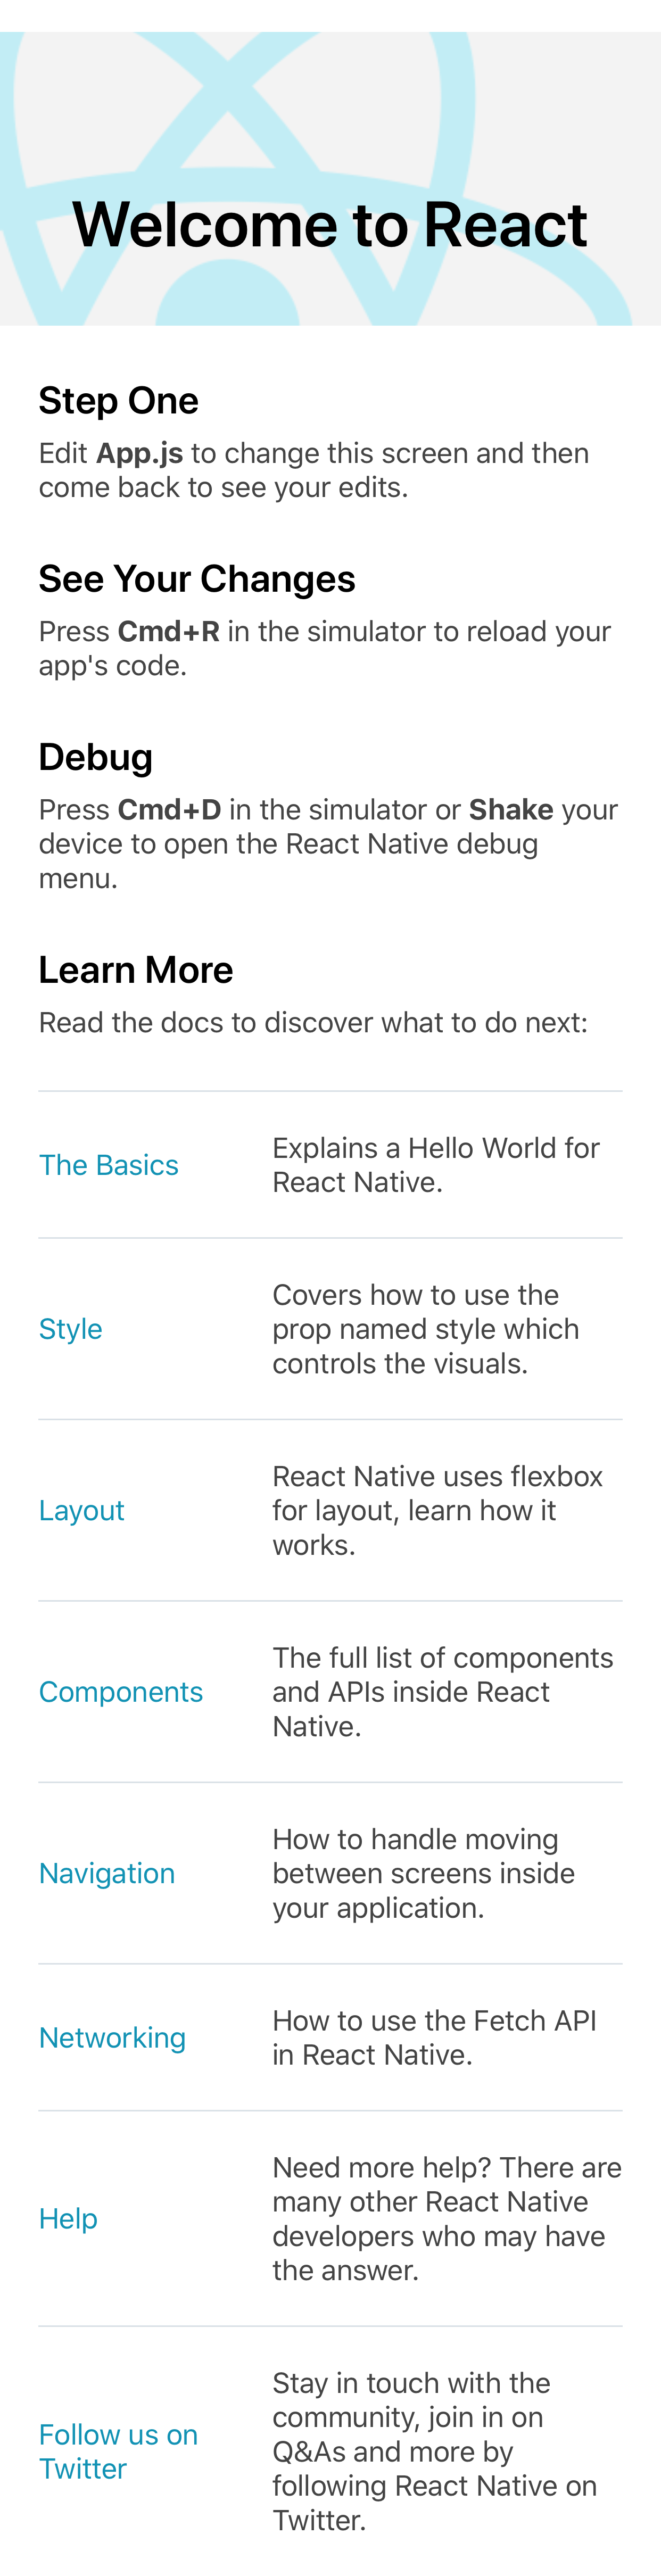 Welcome to React
Step One
Edit App.js to change this screen and then
come back to see your edits.
See Your Changes
Press Cmd+R in the simulator to reload your
app's code.
Debug
Press Cmd+D in the simulator or Shake your
device to open the React Native debug
menu.
Learn More
Read the docs to discover what to do next:
The Basics
Explains a Hello World for
React Native.
Style
Covers how to use the
prop named style which
controls the visuals.
Layout
React Native uses flexbox
for layout, learn how it
works.
Components
The full list of components
and APIs inside React
Native.
Navigation
How to handle moving
between screens inside
your application.
Networking
How to use the Fetch API
in React Native.
Help
Need more help? There are
many other React Native
developers who may have
the answer.
Follow us on
Twitter
Stay in touch with the
community, join in on
Q&As and more by
following React Native on
Twitter.